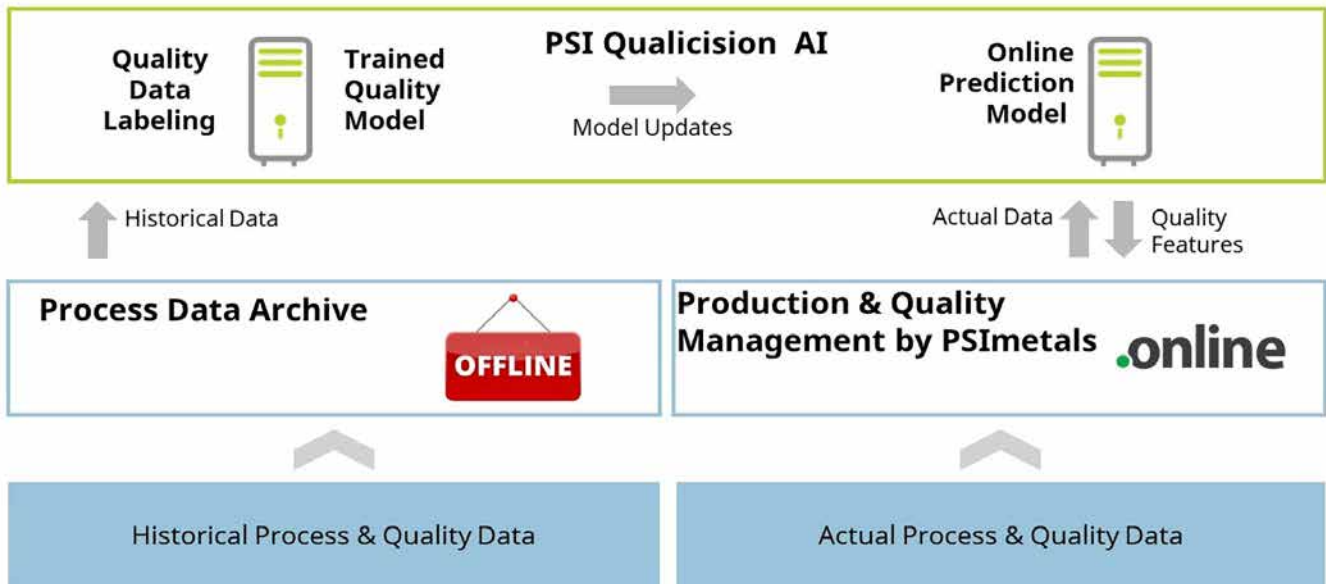 PSI Qualicision AI
Quality
Data
Labeling
Trained
Quality
Model
Model Updates
Online
Prediction
Model
Historical Data
Actual Data
Quality
Features
Process Data Archive
OFFLINE
Production & Quality
Management by PSImetals
.online
Historical Process & Quality Data
Actual Process & Quality Data